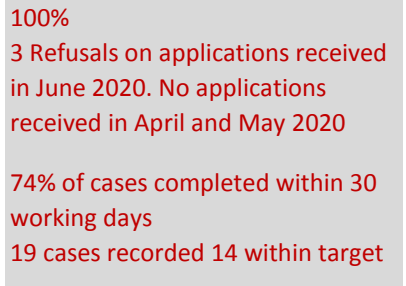 100%
3 Refusals on applications received
in June 2020. No applications
received in April and May 2020
74% of cases completed within 30
working days
19 cases recorded 14 within target